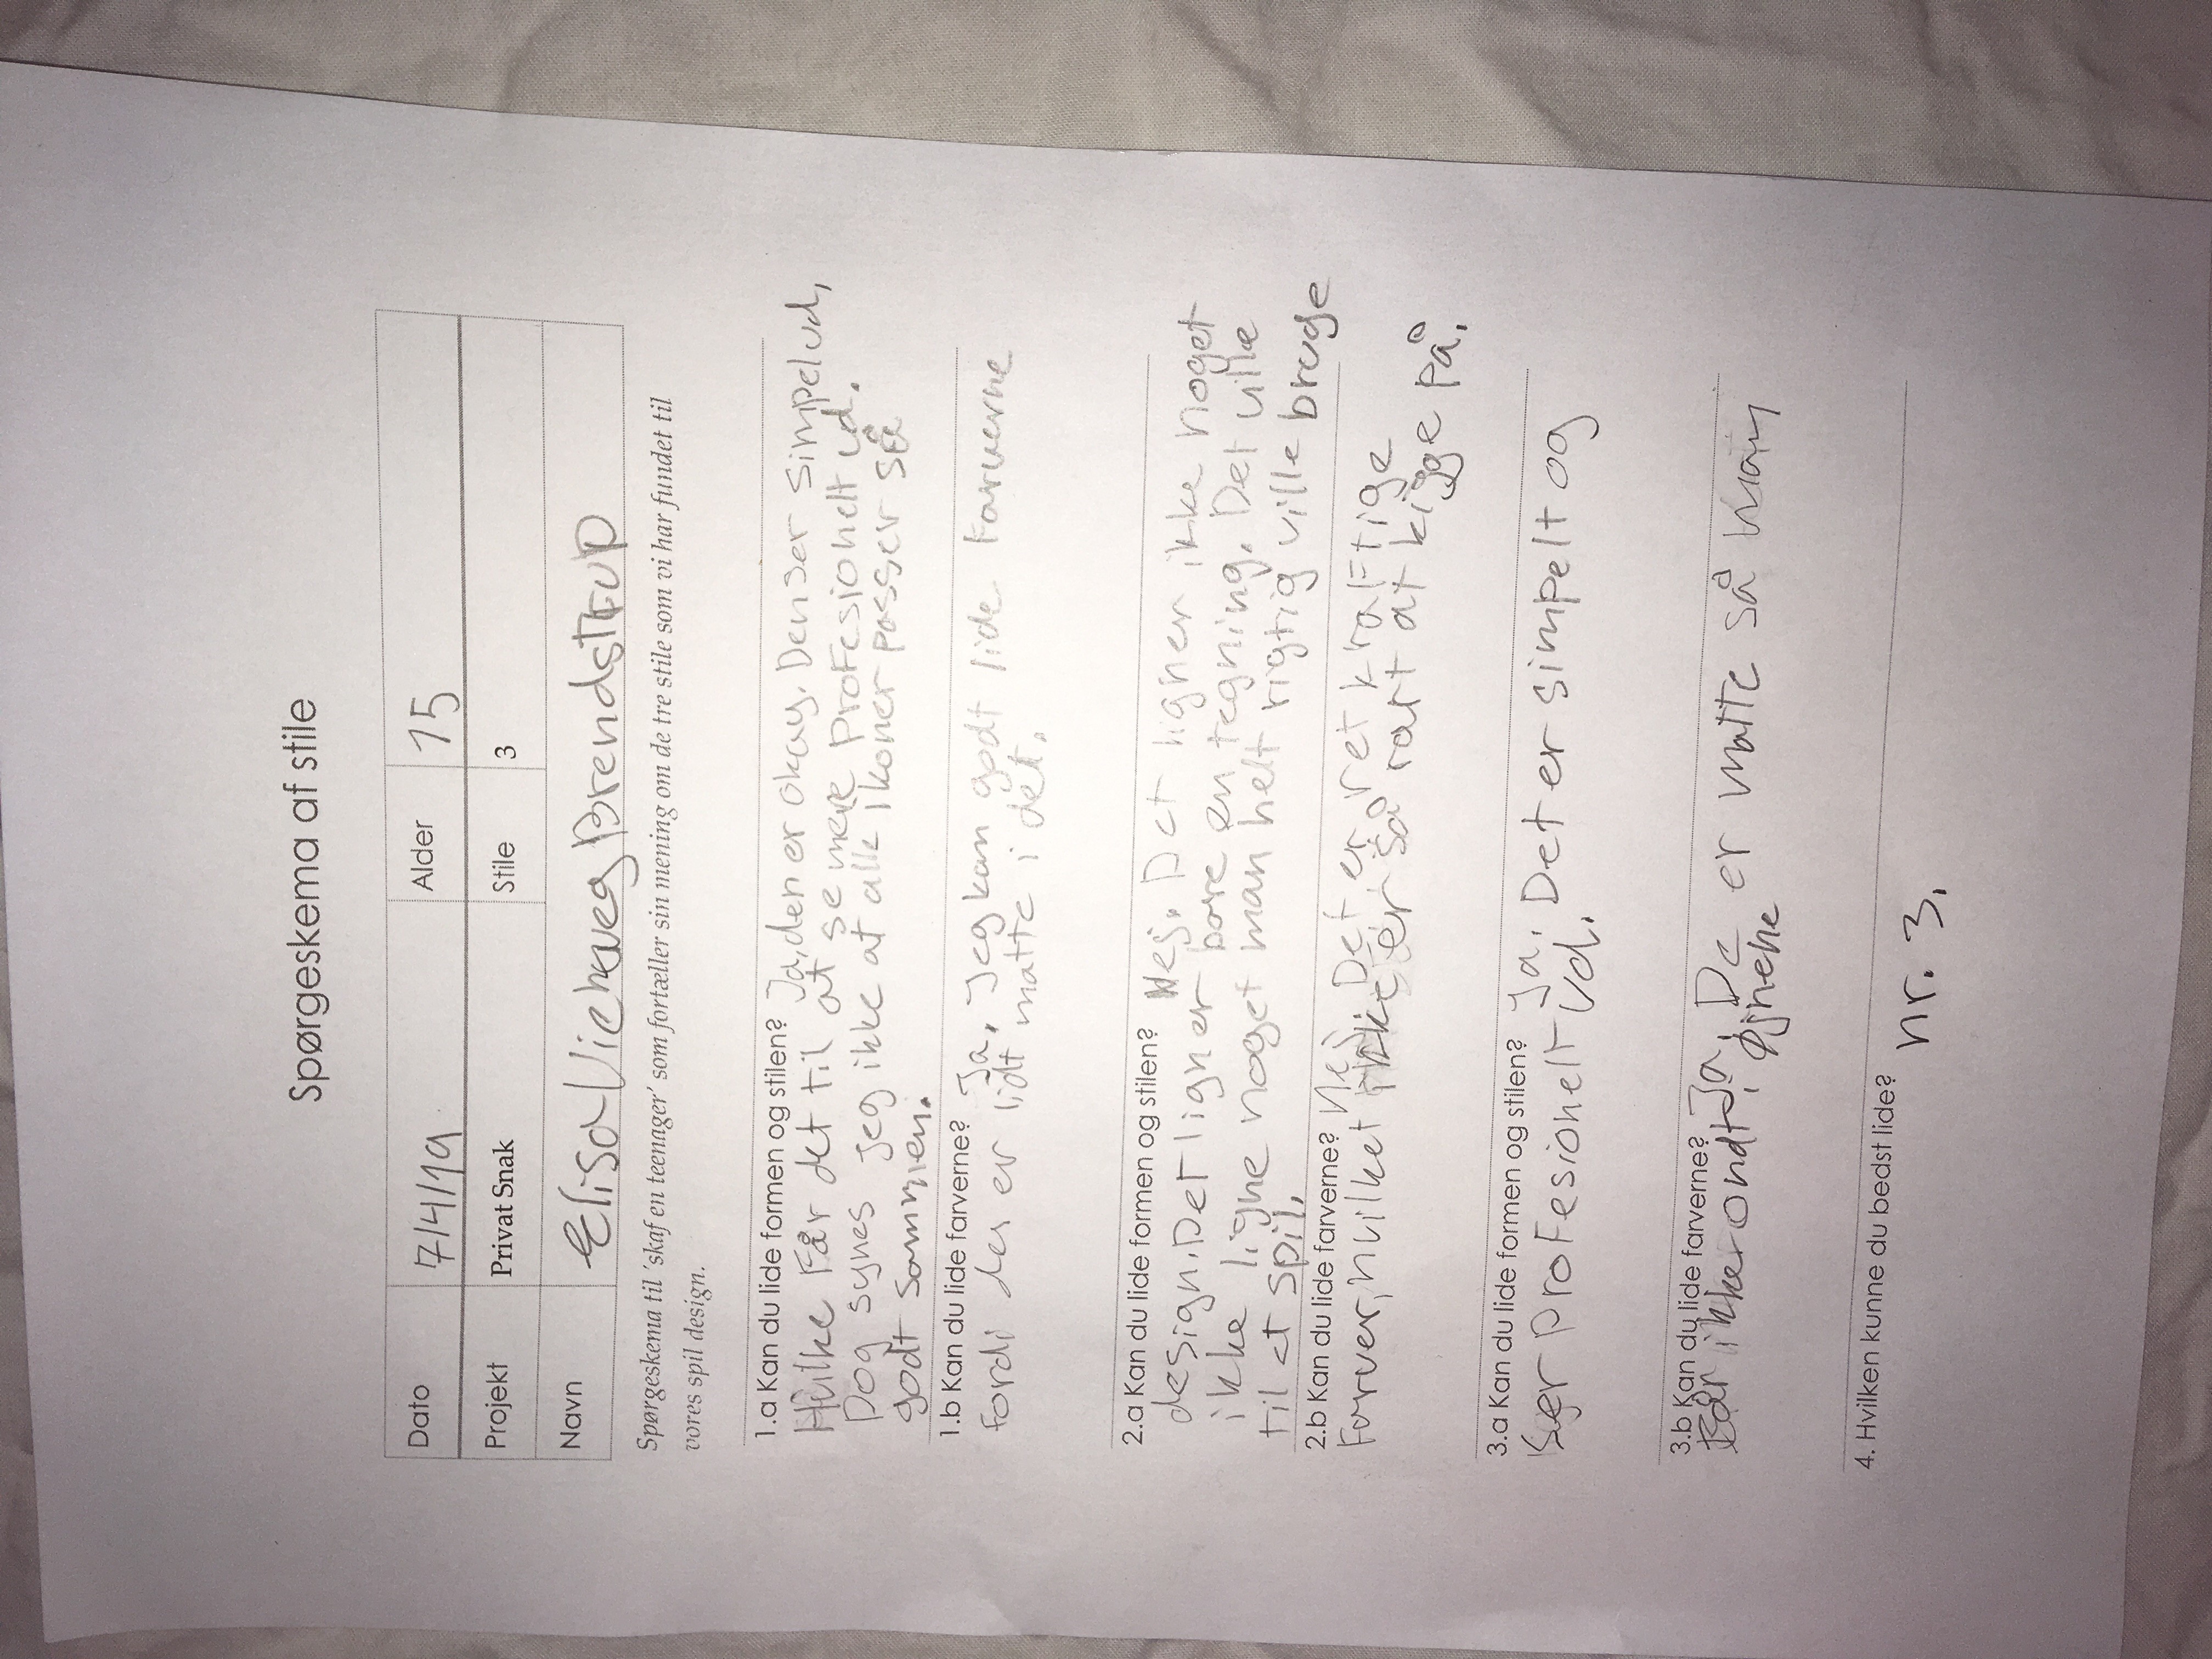 Spørgeskema af stile
Dato 7/4/19 Alder 15
Projekt Privat Snak Stile 3
Navn Elisa Viehweg Brendstrup
Spørgeskema til 'skaf en teenager' som fortæller sin mening om de tre stile som vi har fundet til
vores spil design.
1.a Kan du lide formen og stilen? Ja, den er okay. Den ser simpel ud,
Hvilke Får det til at se mere Profesionelt ud.
Dog synes jeg ikke at alle ikoner passer så
godt sammen.
1.b Kan du lide farverne? Ja. Jeg kan godt lide Farverne
fordi der er lidt matte i det.
2.a Kan du lide formen og stilen? Nej. Det ligner ikke noget
design. Det ligner bare en tegning. Det ville
ikke ligne noget man helt rigtig ville bruge
til et spil.
2.b Kan du lide farverne? Nej. Det er ret kraftige
Farver, hvilket ikke er så rart at kigge på.
3.a Kan du lide formen og stilen? Ja. Det er simpelt og
Ser Profesionelt ud.
3.b Kan du lide farverne? Ja. De er matte så man
Får ikke ondt i øjnene
4. Hvilken kunne du bedst lide?
nr. 3.